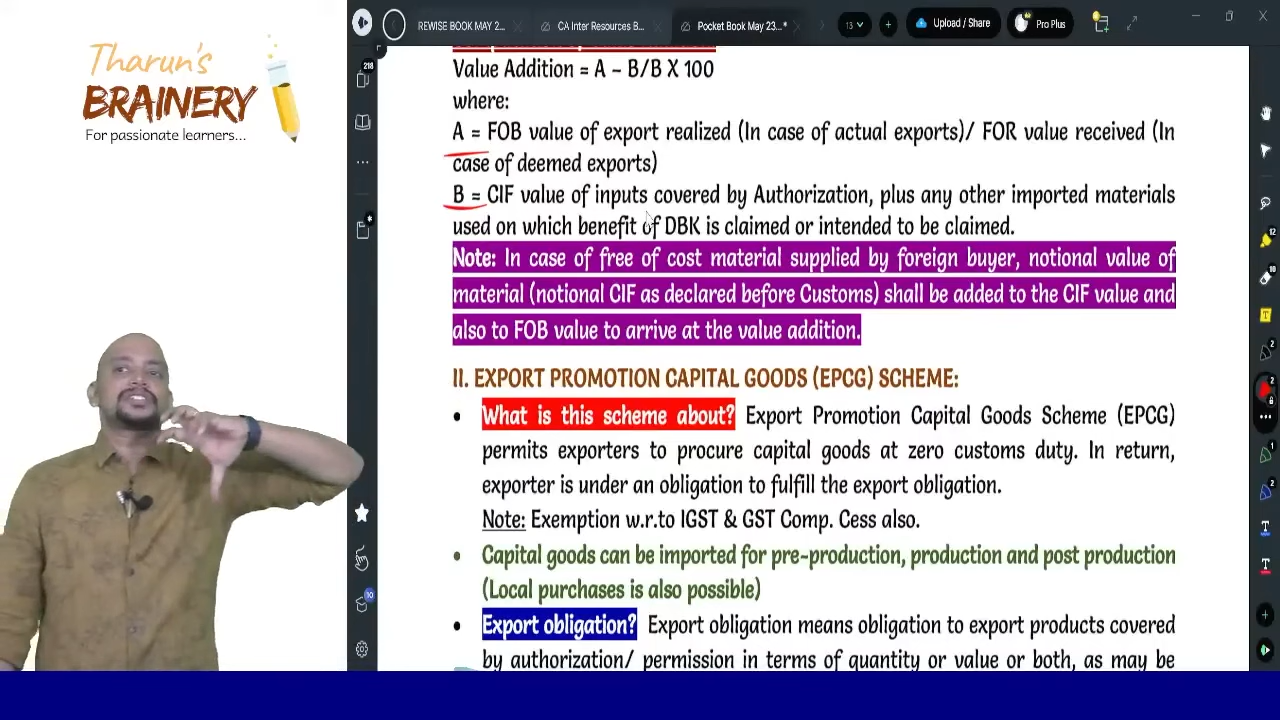 Tharun's
BRAINERY
For passionate learners...
REWISE BOOK MAY 2...
CA Inter Resources B...
Pocket Book May 23...*
13
Upload / Share
Pro Plus
218
Value Addition = A – B/B X 100
where:
A = FOB value of export realized (In case of actual exports)/ FOR value received (In
case of deemed exports)
B = CIF value of inputs covered by Authorization, plus any other imported materials
used on which benefit of DBK is claimed or intended to be claimed.
Note: In case of free of cost material supplied by foreign buyer, notional value of
material (notional CIF as declared before Customs) shall be added to the CIF value and
also to FOB value to arrive at the value addition.
II. EXPORT PROMOTION CAPITAL GOODS (EPCG) SCHEME:
• What is this scheme about? Export Promotion Capital Goods Scheme (EPCG)
permits exporters to procure capital goods at zero customs duty. In return,
exporter is under an obligation to fulfill the export obligation.
Note: Exemption w.r.to IGST & GST Comp. Cess also.
• Capital goods can be imported for pre-production, production and post production
(Local purchases is also possible)
• Export obligation? Export obligation means obligation to export products covered
by authorization/ permission in terms of quantity or value or both, as may be